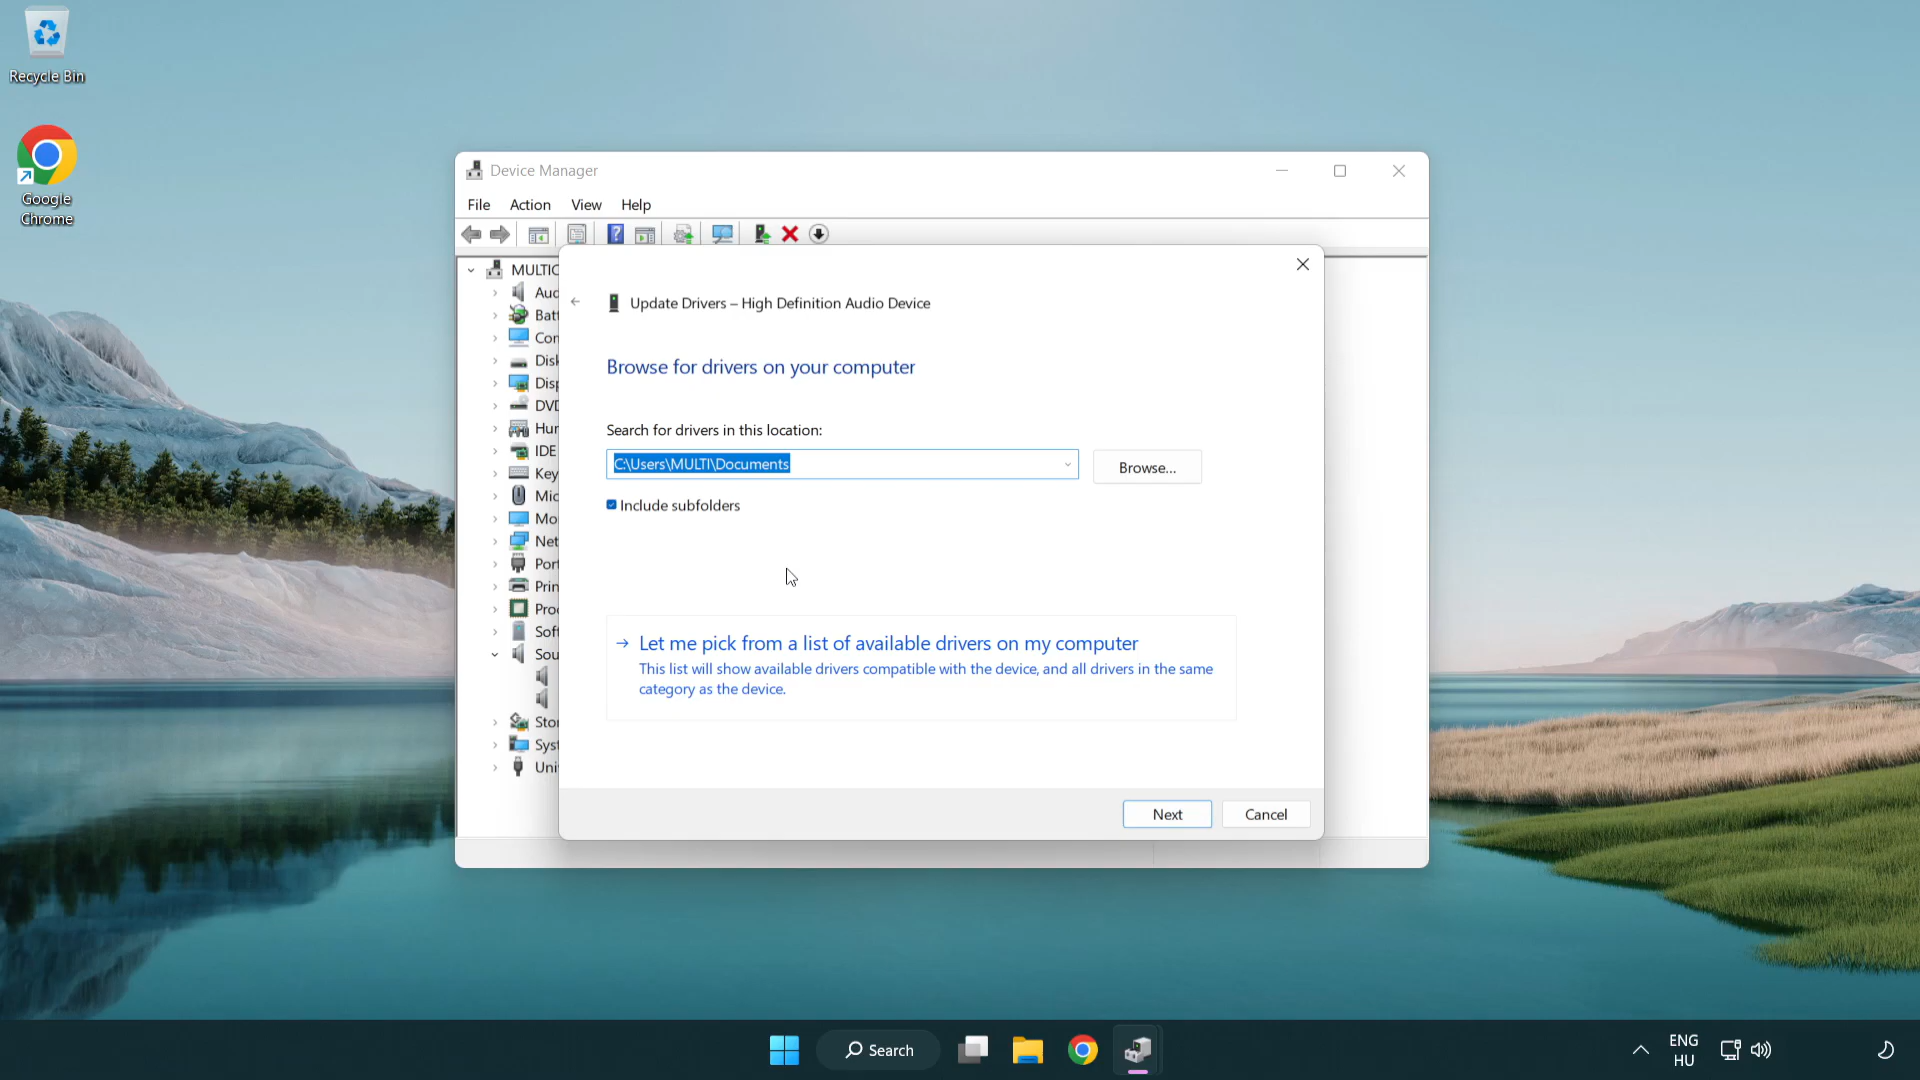 Recycle Bin
Google
Chrome
Device Manager
File Action View Help
MULTIC
Aud
Batt
Con
Disk
Disp
DVD
Hur
IDE
Key
Mic
Mo
Net
Port
Prin
Proc
Soft
Sou
Stor
Syst
Uni
Update Drivers – High Definition Audio Device
Browse for drivers on your computer
Search for drivers in this location:
C:\Users\MULTI\Documents
Browse...
Include subfolders
Let me pick from a list of available drivers on my computer
This list will show available drivers compatible with the device, and all drivers in the same
category as the device.
Next
Cancel
Search
ENG
HU